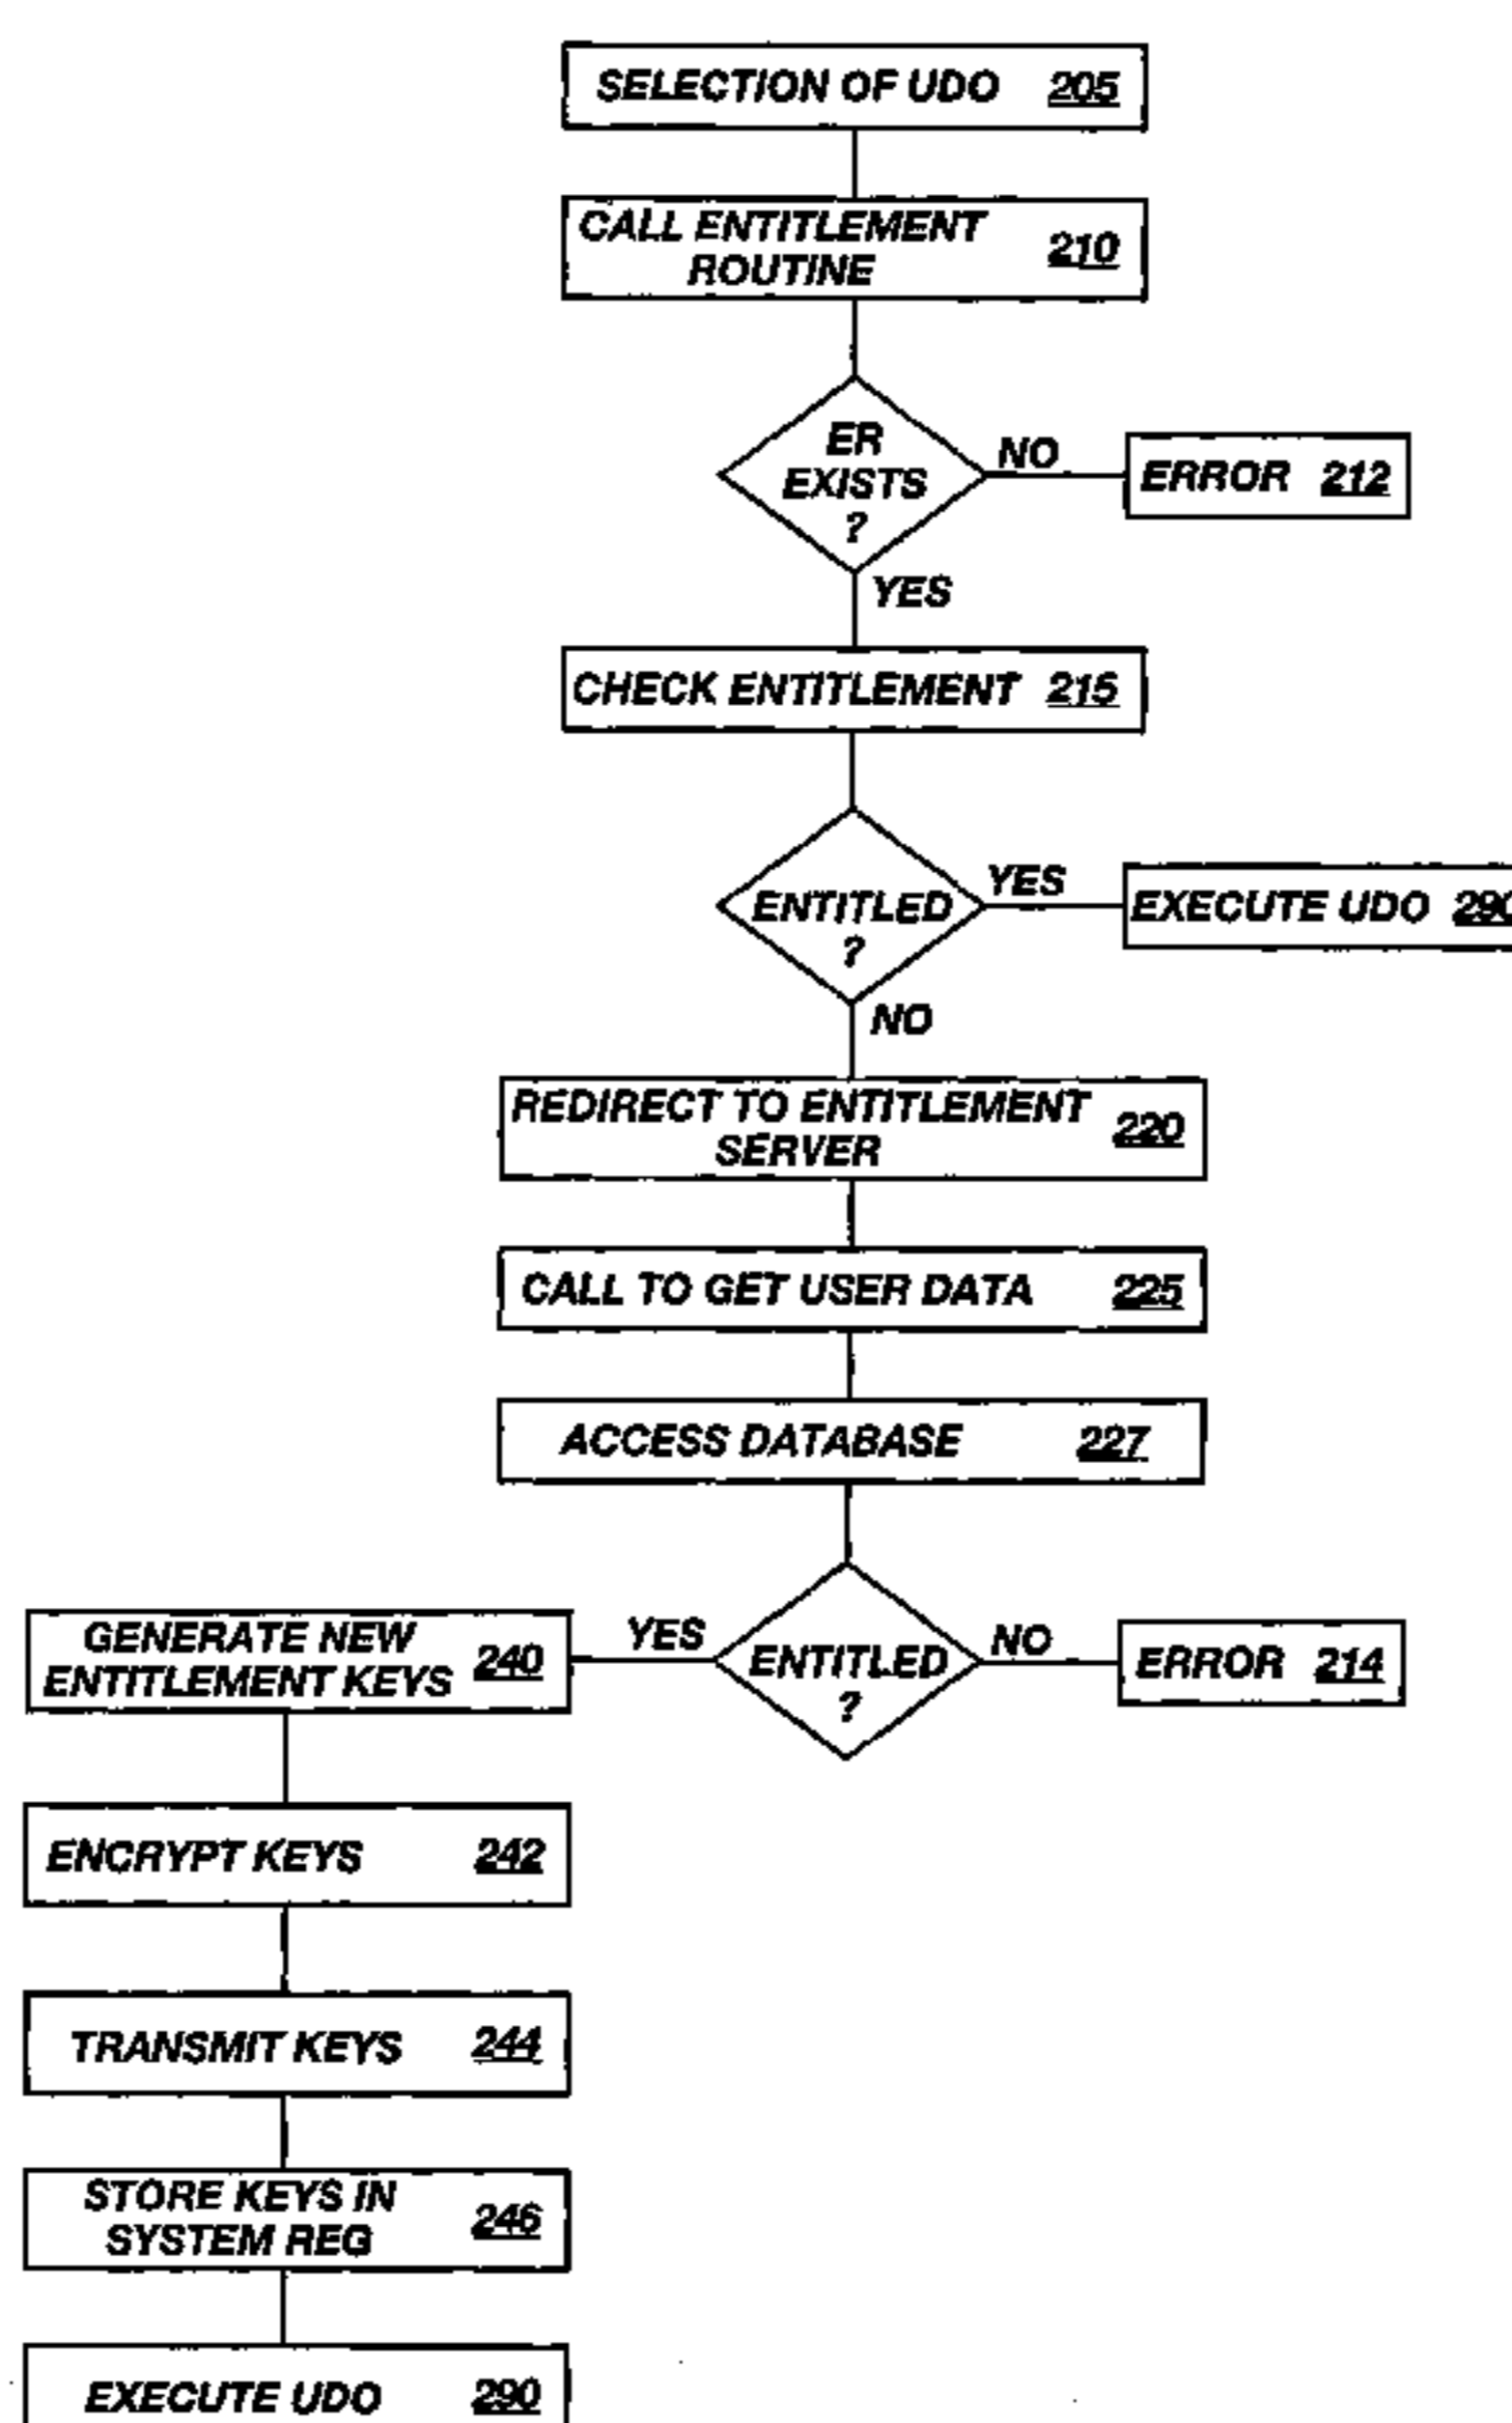 SELECTION OF UDO 205
CALL ENTITLEMENT
ROUTINE 210
ER
EXISTS
?
NO
ERROR 212
YES
CHECK ENTITLEMENT 215
ENTITLED
?
YES
EXECUTE UDO 290
NO
REDIRECT TO ENTITLEMENT
SERVER 220
CALL TO GET USER DATA 225
ACCESS DATABASE 227
ENTITLED
?
NO
ERROR 214
YES
GENERATE NEW
ENTITLEMENT KEYS 240
ENCRYPT KEYS 242
TRANSMIT KEYS 244
STORE KEYS IN
SYSTEM REG 246
EXECUTE UDO 290